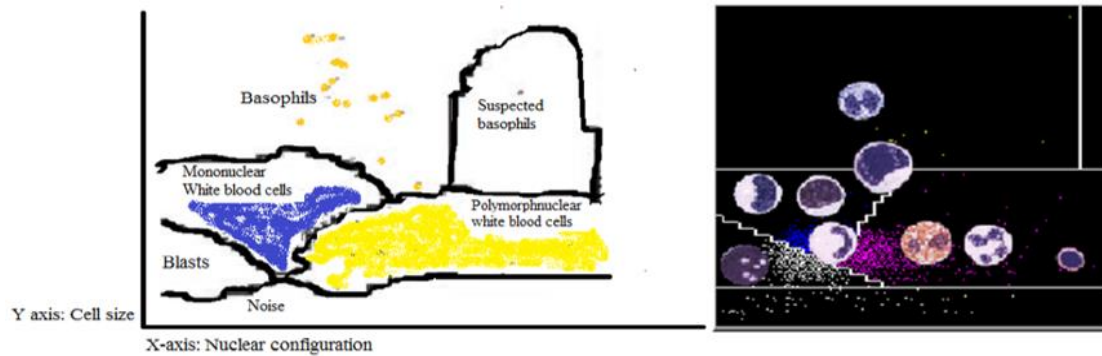 Basophils
Suspected
basophils
Mononuclear
White blood cells
Polymorphnuclear
white blood cells
Blasts
Noise
Y axis: Cell size
X-axis: Nuclear configuration